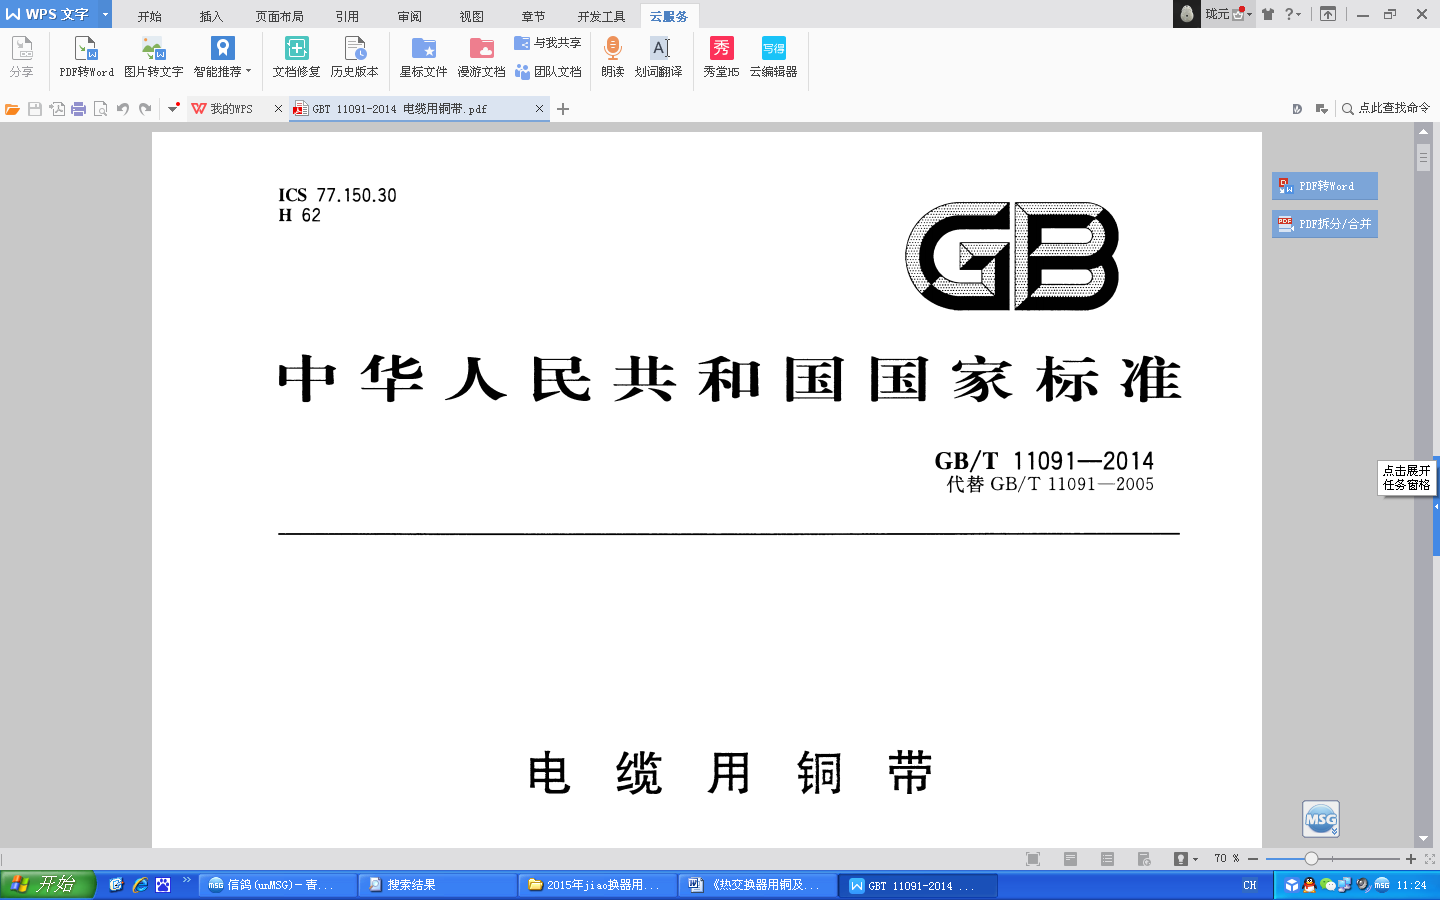 WPS 文字
开始 插入 页面布局 引用 审阅 视图 章节 开发工具 云服务
珑元
分享 PDF转Word 图片转文字 智能推荐 文档修复 历史版本 星标文件 漫游文档 与我共享 团队文档 朗读 划词翻译 秀堂H5 云编辑器
我的WPS GBT 11091-2014 电缆用铜带.pdf 点此查找命令
PDF转Word
PDF拆分/合并
ICS 77.150.30
H 62
GB
中华人民共和国国家标准
GB/T 11091—2014
代替 GB/T 11091—2005
点击展开
任务窗格
电缆用铜带
MSG
70 %
开始 信鸽(unMSG)- 青... 搜索结果 2015年jiao换器用... 《热交换器用铜及... GBT 11091-2014 ... CH 11:24